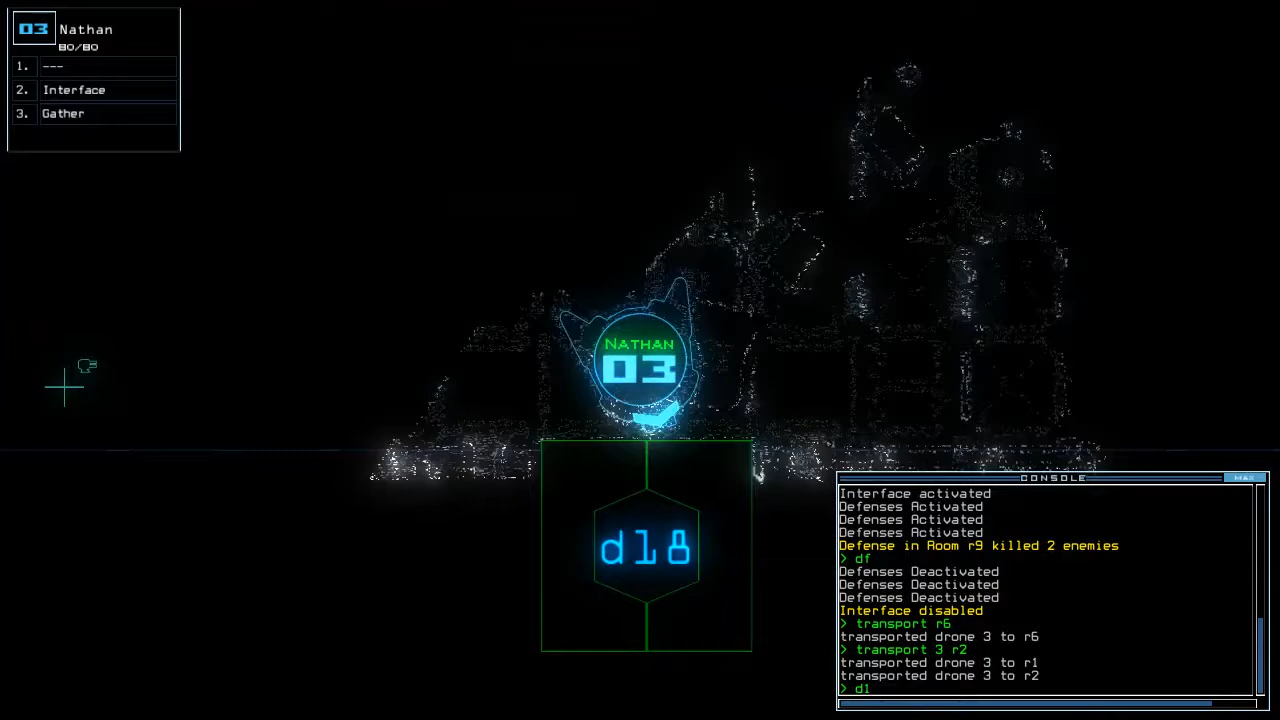 03 Nathan
80/80
1. ---
2. Interface
3. Gather
NATHAN
03
d18
CONSOLE
MAX
Interface activated
Defenses Activated
Defenses Activated
Defenses Activated
Defense in Room r9 killed 2 enemies
> df
Defenses Deactivated
Defenses Deactivated
Defenses Deactivated
Interface disabled
> transport r6
transported drone 3 to r6
> transport 3 r2
transported drone 3 to r1
transported drone 3 to r2
> d1